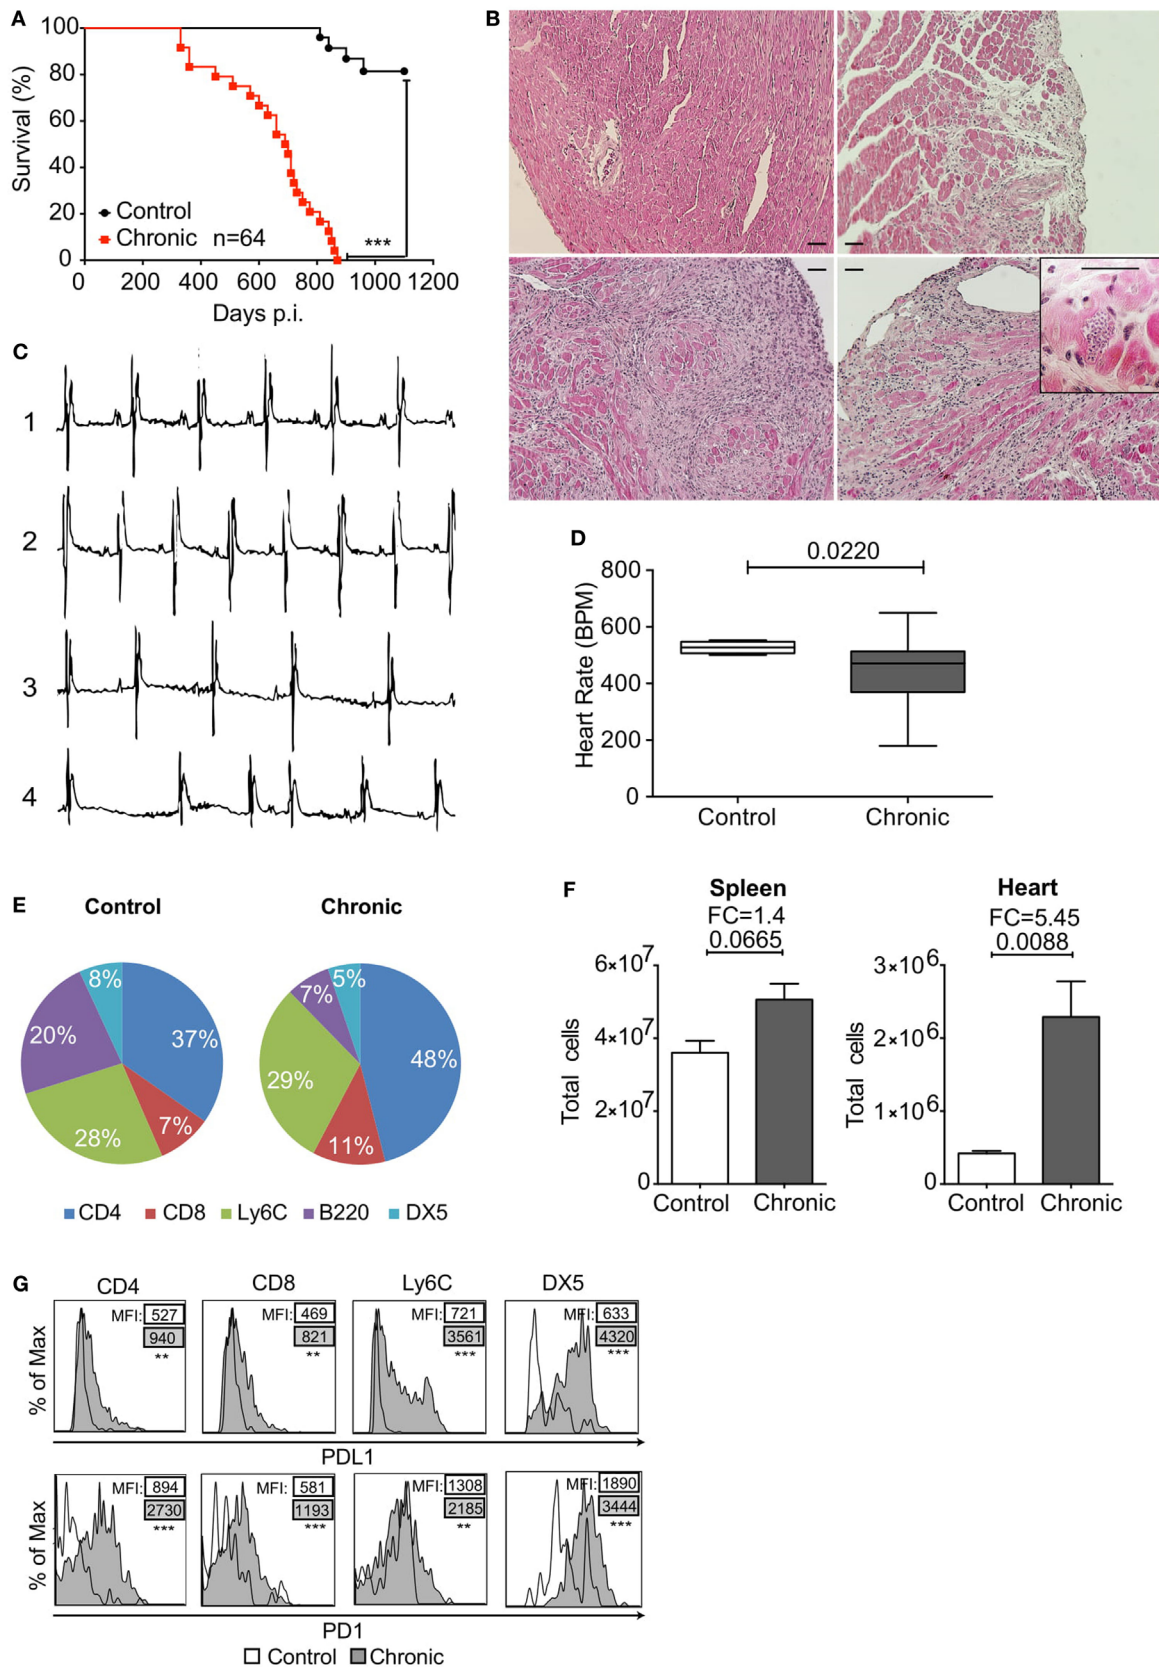 A
100
80
60
40
20
0
Survival (%)
Control
Chronic n=64
***
0 200 400 600 800 1000 1200
Days p.i.
B
C
1
2
3
4
D
0.0220
800
600
400
200
0
Heart Rate (BPM)
Control Chronic
E
Control Chronic
8%
20%
37%
28%
7%
5%
7%
48%
29%
11%
CD4 CD8 Ly6C B220 DX5
F
Spleen
FC=1.4
0.0665
6×10⁷
4×10⁷
2×10⁷
0
Total cells
Control Chronic
Heart
FC=5.45
0.0088
3×10⁶
2×10⁶
1×10⁶
0
Total cells
Control Chronic
G
CD4 CD8 Ly6C DX5
MFI: 527 MFI: 469 MFI: 721 MFI: 633
940 821 3561 4320
** ** *** ***
% of Max
PDL1
MFI: 894 MFI: 581 MFI: 1308 MFI: 1890
2730 1193 2185 3444
*** *** ** ***
% of Max
PD1
Control Chronic